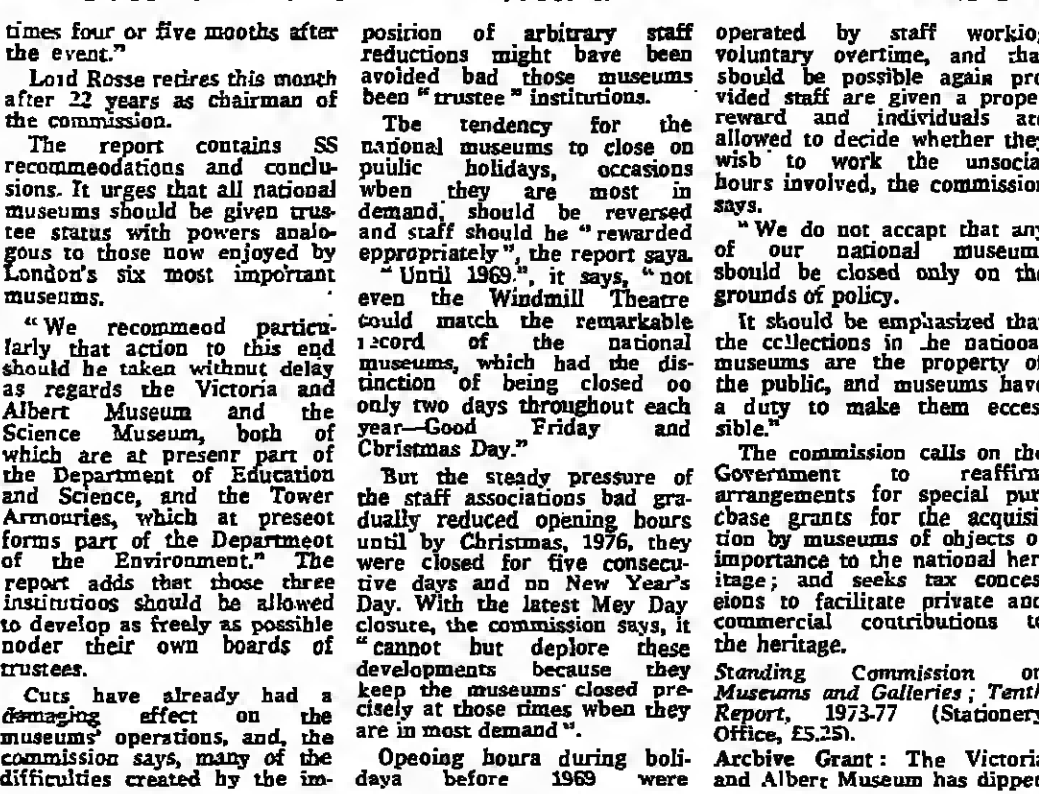 times four or five mooths after
the event."
Lord Rosse retires this month
after 22 years as chairman of
the commission.
The report contains SS
recommeodations and conclu-
sions. It urges that all national
museums should be given trus-
tee status with powers analo-
gous to those now enjoyed by
London's six most important
museums.
"We recommeod particu-
larly that action to this end
should he taken withnut delay
as regards the Victoria and
Albert Museum and the
Science Museum, both of
which are at presenr part of
the Department of Education
and Science, and the Tower
Armouries, which at preseot
forms part of the Departmeot
of the Environment." The
report adds that those three
institutioos should be allowed
to develop as freely as possible
noder their own boards of
trustees.
Cuts have already had a
damaging effect on the
museums' operations, and, the
commission says, many of the
difficulties created by the im-
position of arbitrary staff
reductions might bave been
avoided bad those museums
been "trustee" institutions.
Tbe tendency for the
national museums to close on
puiilic holidays, occasions
when they are most in
demand, should be reversed
and staff should he "rewarded
eppropriately", the report saya.
"Until 1969.", it says, "not
even the Windmill Theatre
could match the remarkable
record of the national
museums, which had the dis-
tinction of being closed oo
only two days throughout each
year—Good Friday and
Cbristmas Day."
But the steady pressure of
the staff associations bad gra-
dually reduced opening bours
until by Christmas, 1976, they
were closed for five consecu-
tive days and nn New Year's
Day. With the latest Mey Day
closure, the commission says, it
"cannot but deplore these
developments because they
keep the museums closed pre-
cisely at those times when they
are in most demand".
Opeoing houra during boli-
daya before 1969 were
operated by staff workiog
voluntary overtime, and tha
should be possible again pro
vided staff are given a prope
reward and individuals are
allowed to decide whether they
wisb to work the unsocia
bours involved, the commission
says.
"We do not accapt that any
of our national museum
sbould be closed only on the
grounds of policy.
It should be emphasized tha
the ccllections in he natiooa
museums are the property of
the public, and museums have
a duty to make them ecces
sible."
The commission calls on the
Government to reaffirm
arrangements for special pur
cbase grants for the acquisi
tion by museums of objects o
importance to the national her
itage; and seeks tax conces
eions to facilitate private and
commercial contributions to
the heritage.
Standing Commission on
Museums and Galleries; Tenth
Report, 1973-77 (Stationery
Office, £5.25).
Archive Grant: The Victoria
and Albert Museum has dipped